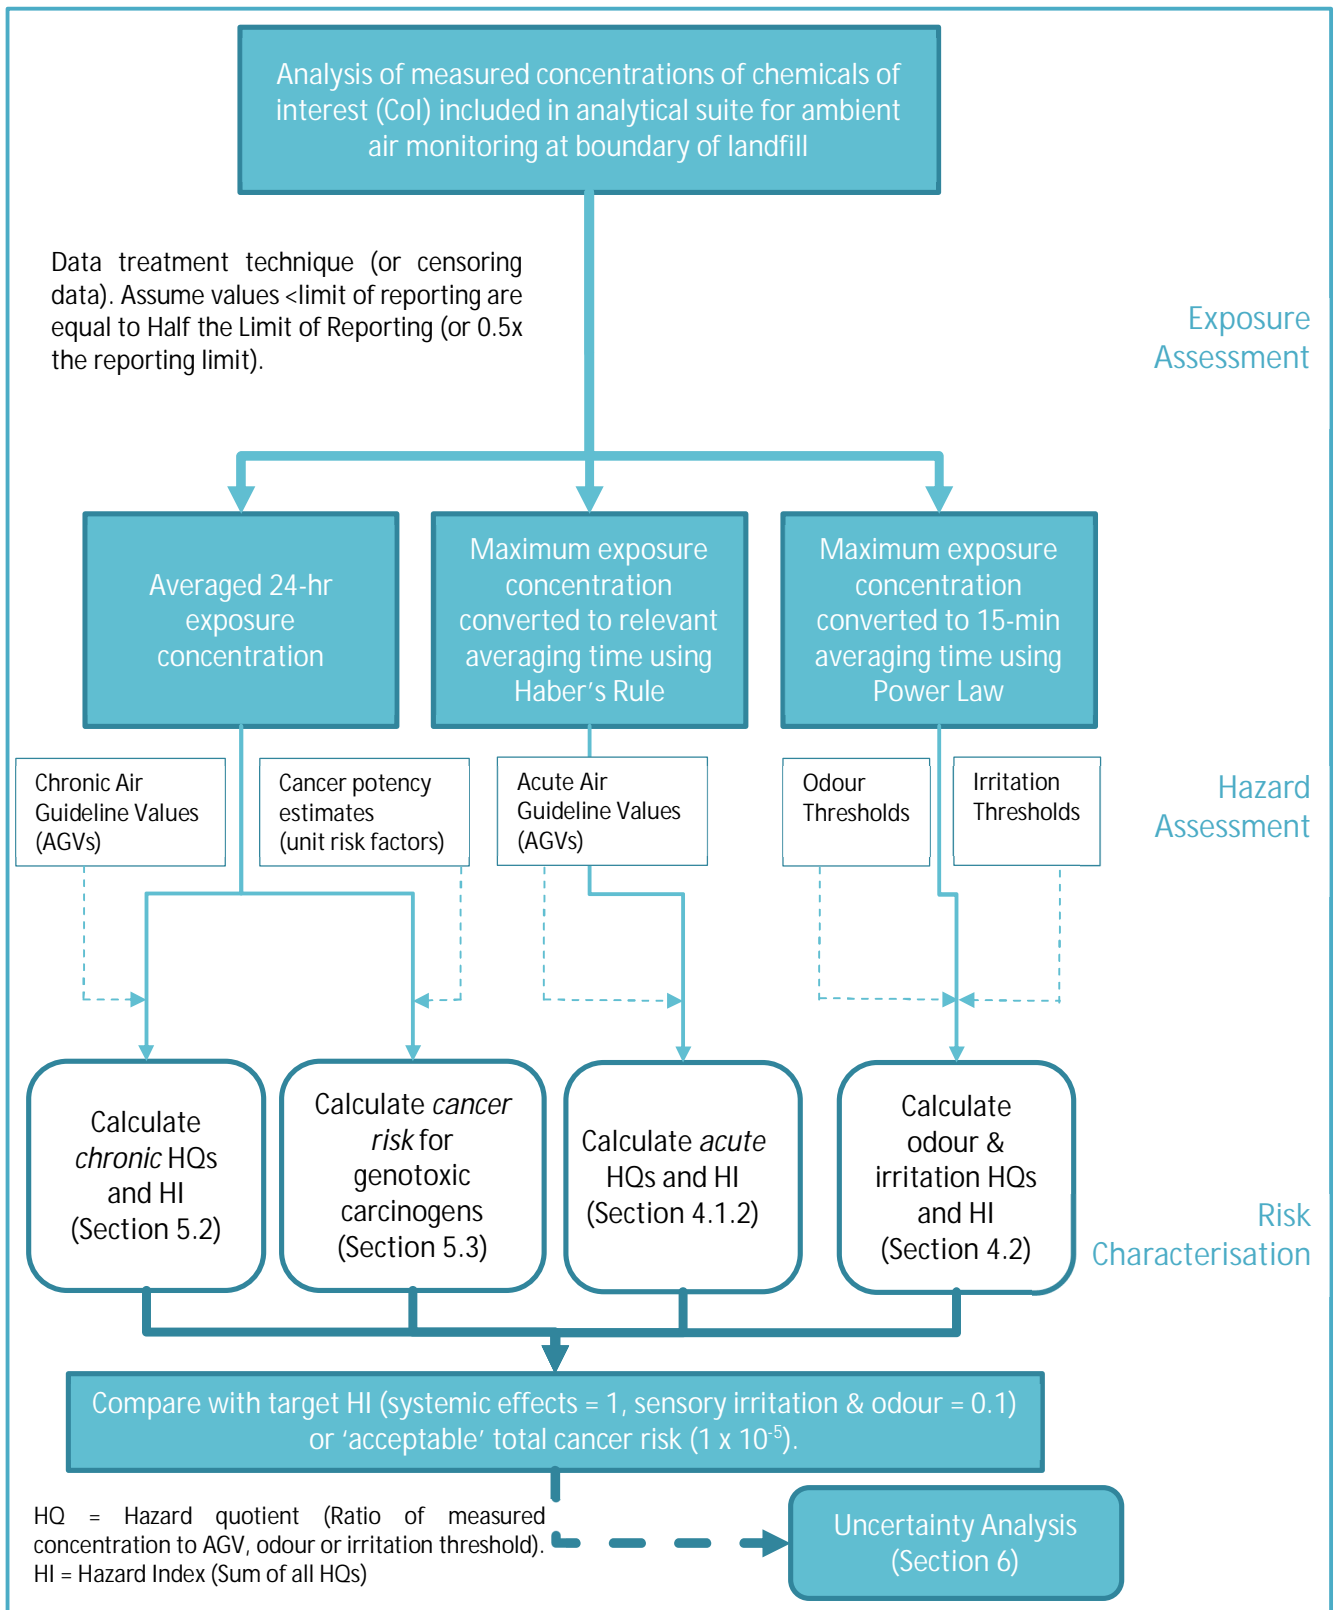 Analysis of measured concentrations of chemicals of
interest (CoI) included in analytical suite for ambient
air monitoring at boundary of landfill
Data treatment technique (or censoring
data). Assume values <limit of reporting are
equal to Half the Limit of Reporting (or 0.5x
the reporting limit).
Exposure
Assessment
Averaged 24-hr
exposure
concentration
Maximum exposure
concentration
converted to relevant
averaging time using
Haber's Rule
Maximum exposure
concentration
converted to 15-min
averaging time using
Power Law
Chronic Air
Guideline Values
(AGVs)
Cancer potency
estimates
(unit risk factors)
Acute Air
Guideline Values
(AGVs)
Odour
Thresholds
Irritation
Thresholds
Hazard
Assessment
Calculate
chronic HQs
and HI
(Section 5.2)
Calculate cancer
risk for
genotoxic
carcinogens
(Section 5.3)
Calculate acute
HQs and HI
(Section 4.1.2)
Calculate
odour &
irritation HQs
and HI
(Section 4.2)
Risk
Characterisation
Compare with target HI (systemic effects = 1, sensory irritation & odour = 0.1)
or 'acceptable' total cancer risk (1 x 10⁻⁵).
HQ = Hazard quotient (Ratio of measured
concentration to AGV, odour or irritation threshold).
HI = Hazard Index (Sum of all HQs)
Uncertainty Analysis
(Section 6)